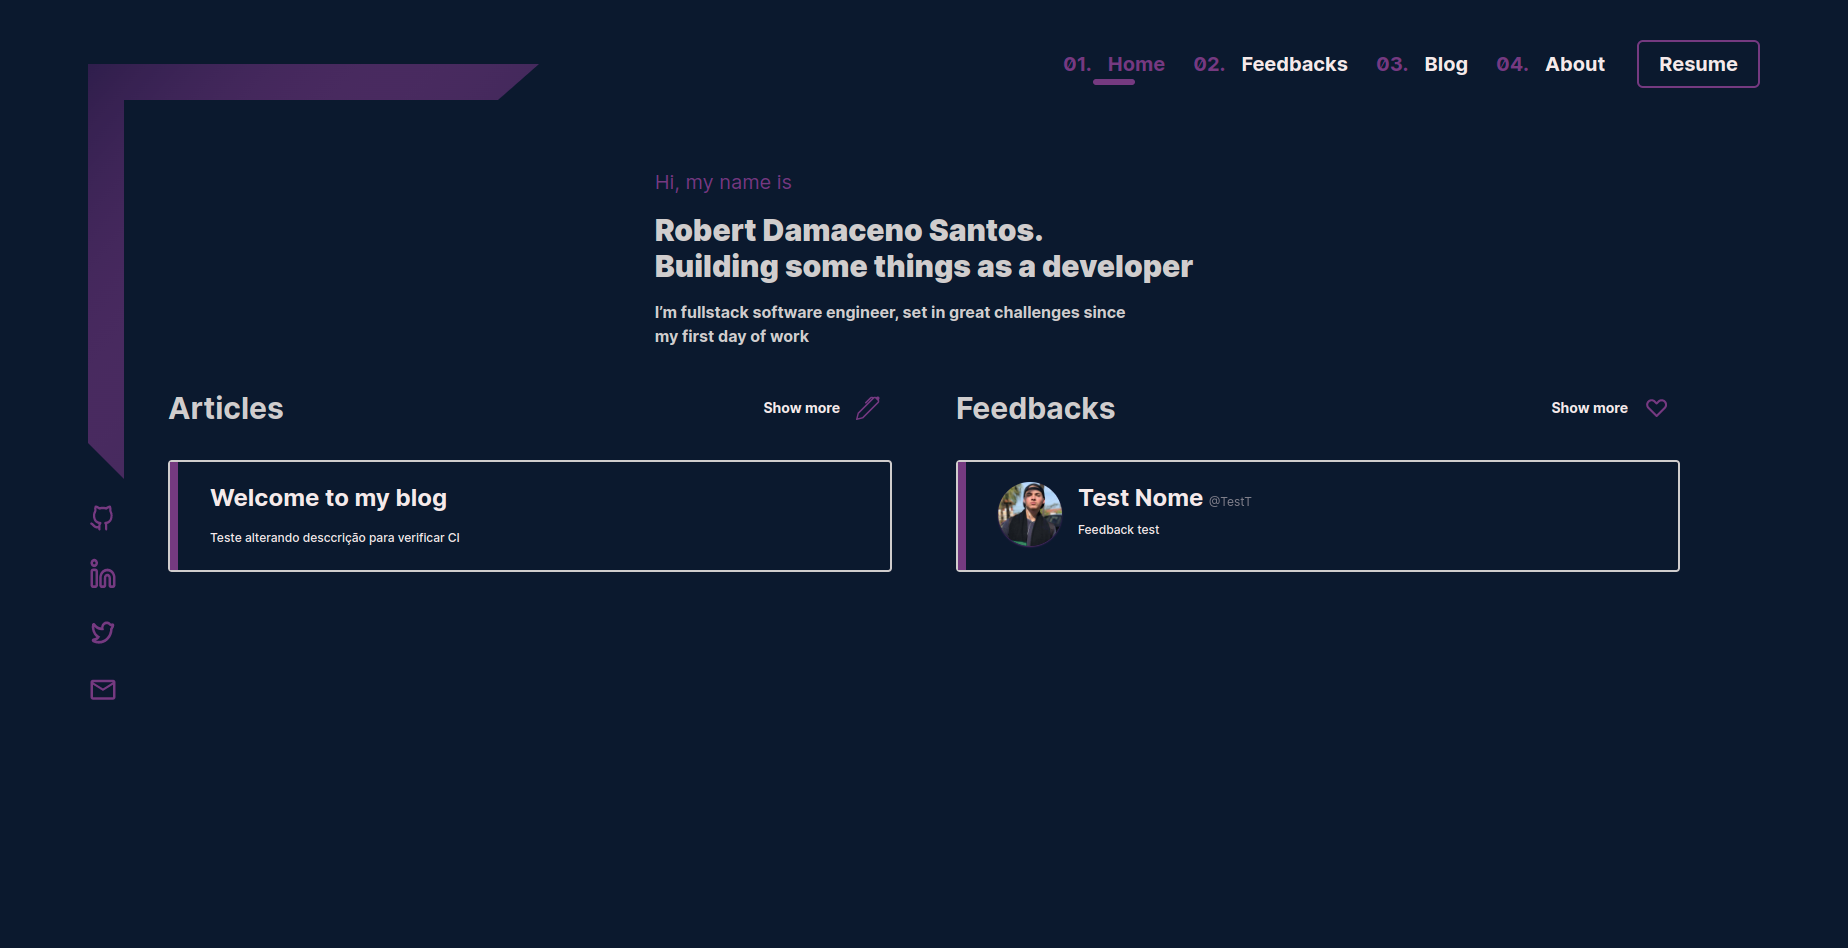 01. Home 02. Feedbacks 03. Blog 04. About Resume
Hi, my name is
Robert Damaceno Santos.
Building some things as a developer
I'm fullstack software engineer, set in great challenges since
my first day of work
Articles Show more
Welcome to my blog
Teste alterando desccrição para verificar CI
Feedbacks Show more
Test Nome @TestT
Feedback test